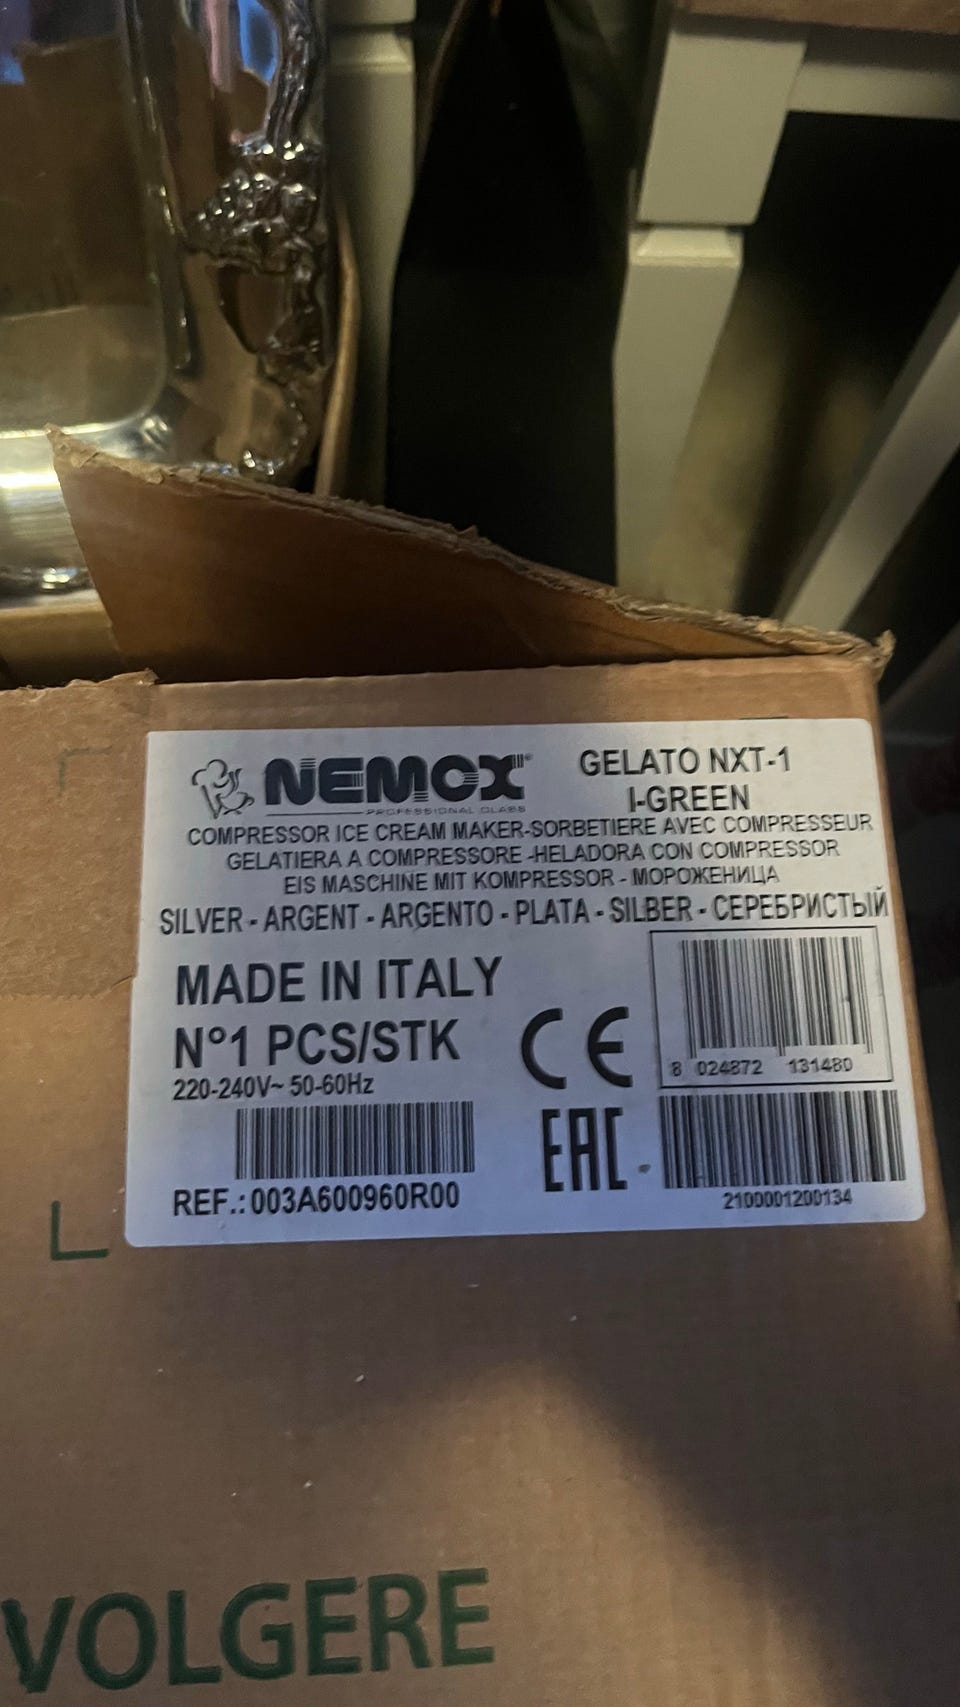 NEMOX®
PROFESSIONAL CLASS
GELATO NXT-1
I-GREEN
COMPRESSOR ICE CREAM MAKER-SORBETIERE AVEC COMPRESSEUR
GELATIERA A COMPRESSORE -HELADORA CON COMPRESSOR
EIS MASCHINE MIT KOMPRESSOR - МОРОЖЕНИЦА
SILVER - ARGENT - ARGENTO - PLATA - SILBER - СЕРЕБРИСТЫЙ
MADE IN ITALY
N°1 PCS/STK
220-240V~ 50-60Hz
REF.: 003A600960R00
CE
EAC
8 024872 131480
2100001200134
VOLGERE